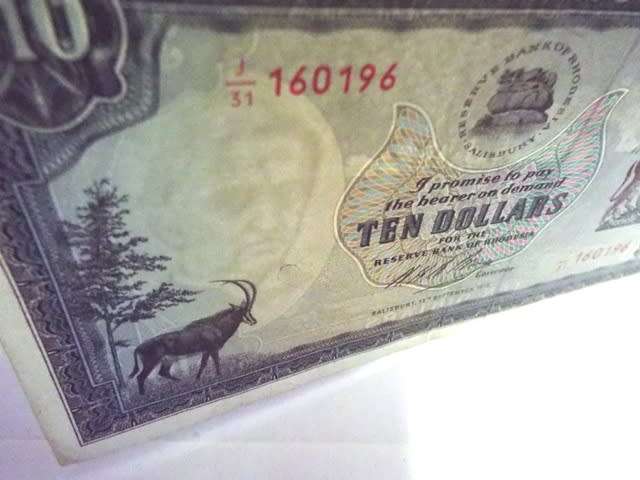 10
J/31 160196
RESERVE BANK OF RHODESIA
SALISBURY
I promise to pay
the bearer on demand
TEN DOLLARS
FOR THE
RESERVE BANK OF RHODESIA
Governor
160196